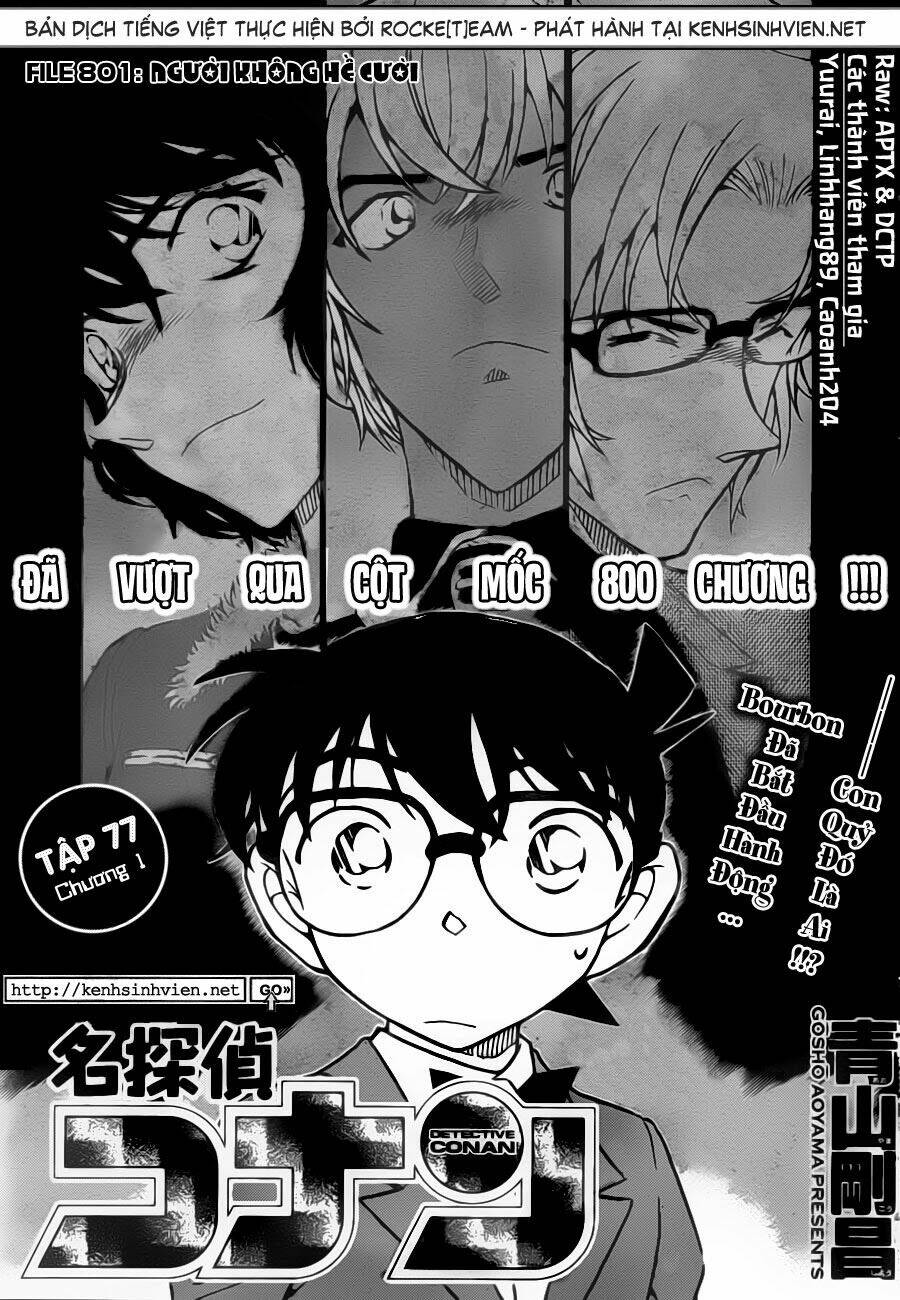 BẢN DỊCH TIẾNG VIỆT THỰC HIỆN BỞI ROCKE[T]EAM - PHÁT HÀNH TẠI KENHSINHVIEN.NET
FILE 801: NGƯỜI KHÔNG HỀ CƯỜI
Raw: APTX & DCTP
Các thành viên tham gia
Yuurai, Linhhang89, Caoanh204
ĐÃ VƯỢT QUA CỘT MỐC 800 CHƯƠNG !!!
Con Quỷ Đó Là Ai !!?
Bourbon Đã Bắt Đầu Hành Động ...
TẬP 77
Chương 1
http://kenhsinhvien.net GO»
名探偵
コナン
DETECTIVE
CONAN
青山剛昌
GOSHO AOYAMA PRESENTS